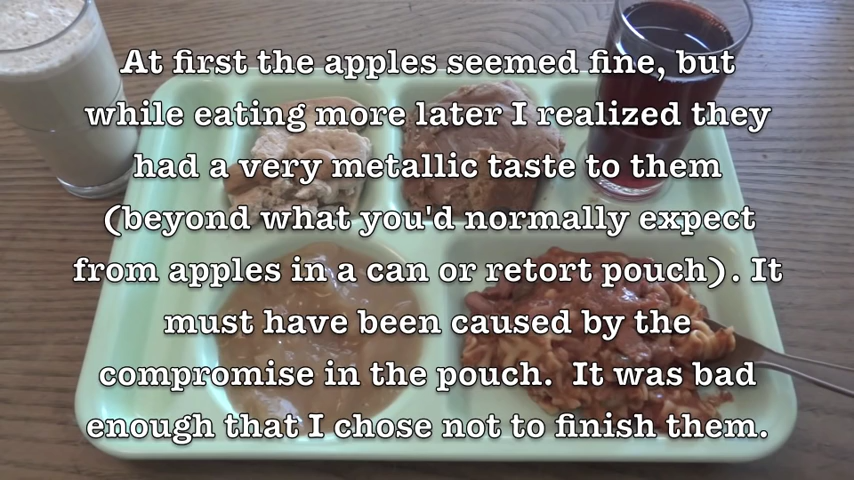 At first the apples seemed fine, but
while eating more later I realized they
had a very metallic taste to them
(beyond what you'd normally expect
from apples in a can or retort pouch). It
must have been caused by the
compromise in the pouch.  It was bad
enough that I chose not to finish them.